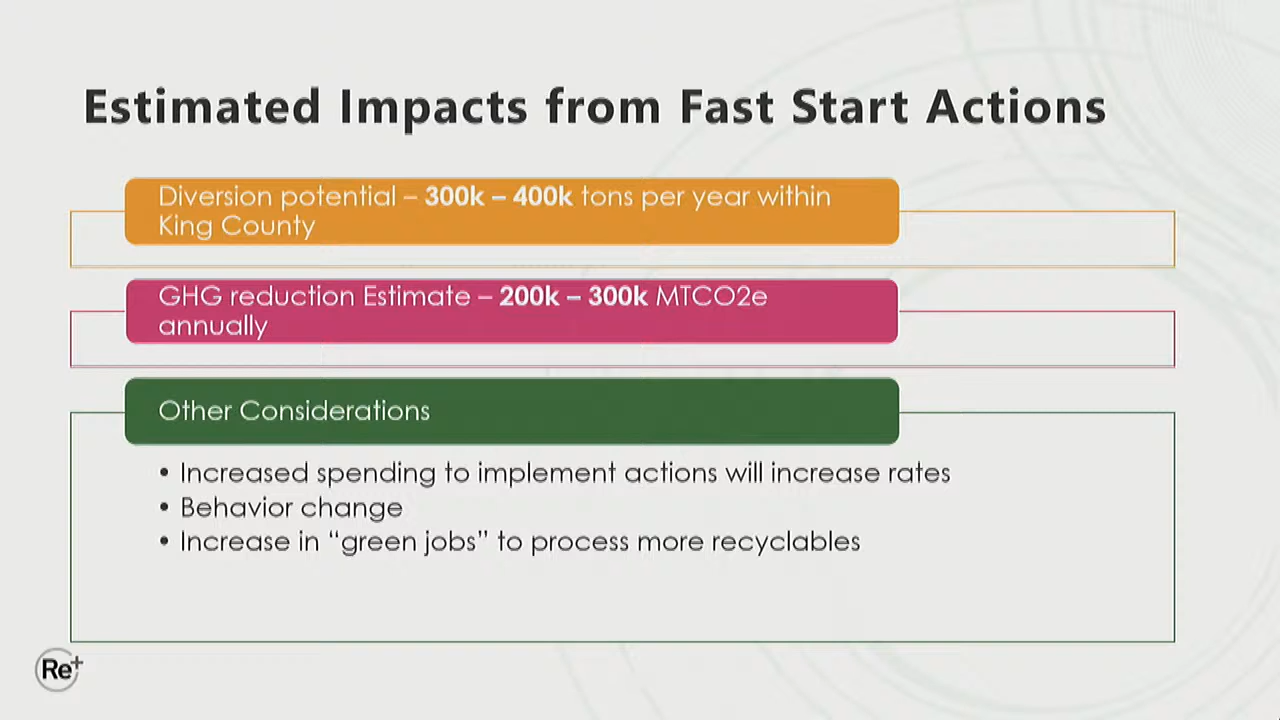 Estimated Impacts from Fast Start Actions
Diversion potential – 300k – 400k tons per year within
King County
GHG reduction Estimate – 200k – 300k MTCO2e
annually
Other Considerations
• Increased spending to implement actions will increase rates
• Behavior change
• Increase in “green jobs” to process more recyclables
Re+